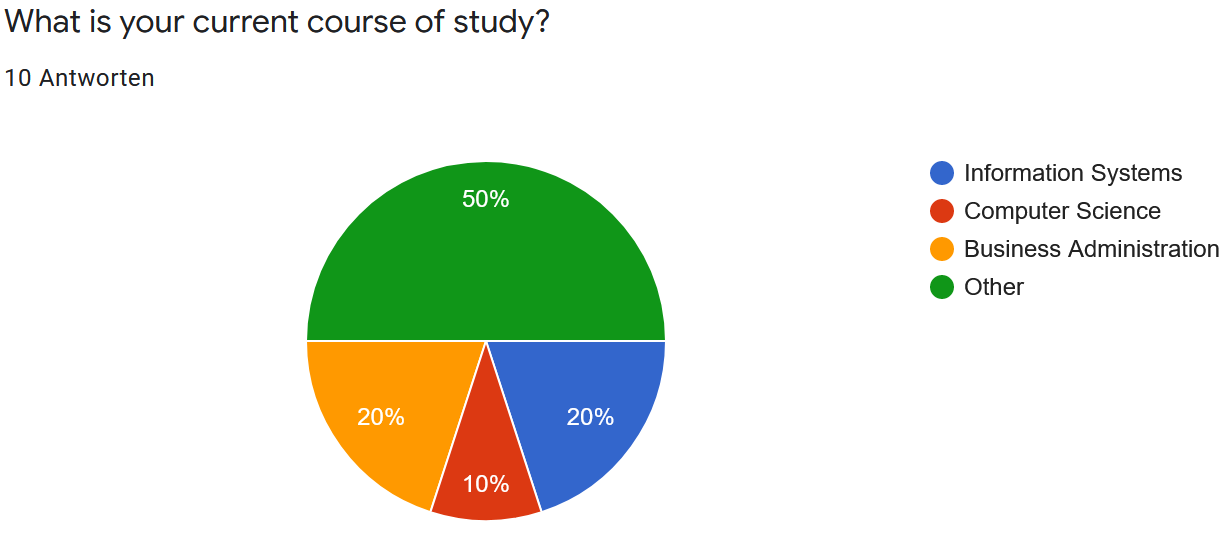 What is your current course of study?
10 Antworten
50%
20%
20%
10%
Information Systems
Computer Science
Business Administration
Other